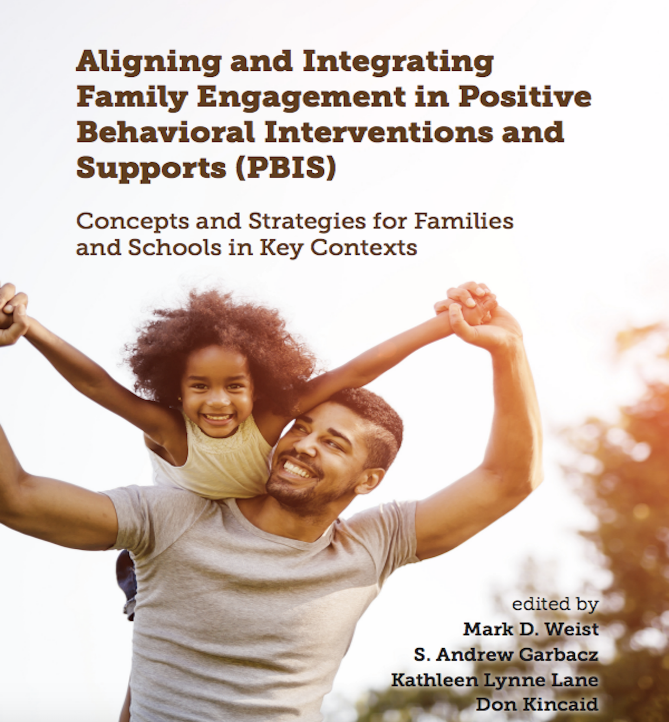 Aligning and Integrating
Family Engagement in Positive
Behavioral Interventions and
Supports (PBIS)
Concepts and Strategies for Families
and Schools in Key Contexts
edited by
Mark D. Weist
S. Andrew Garbacz
Kathleen Lynne Lane
Don Kincaid